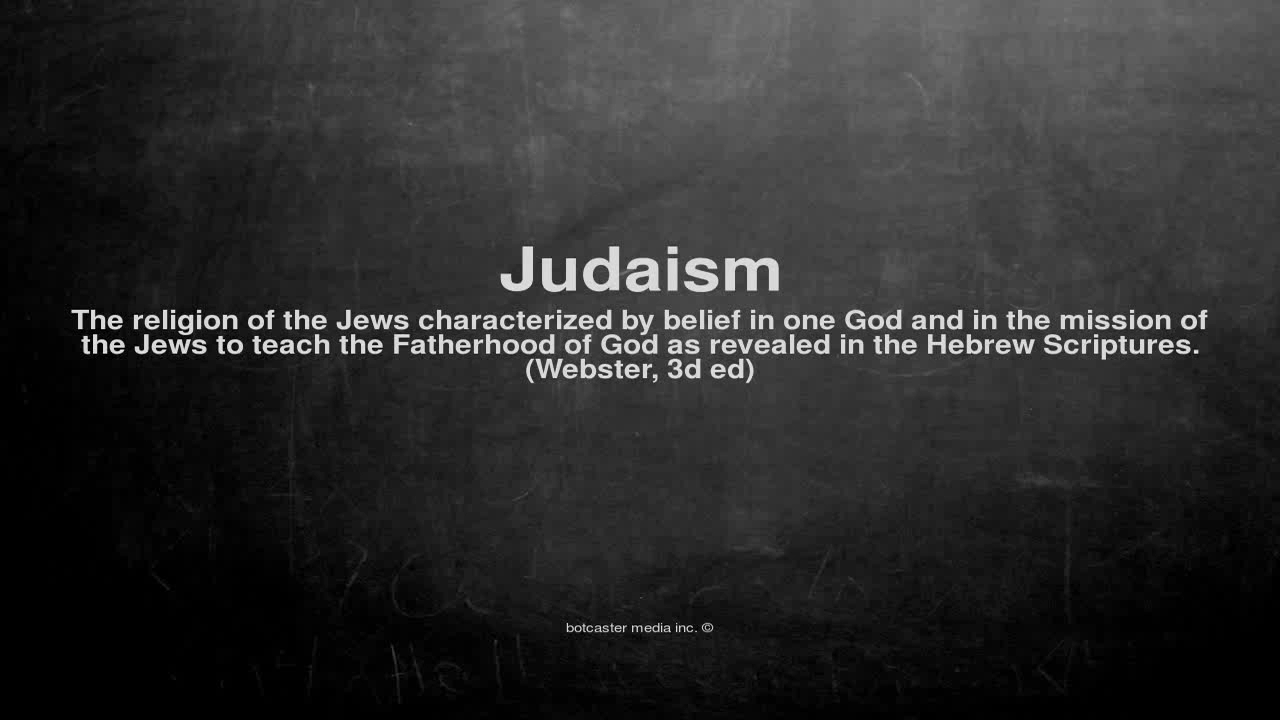 Judaism
The religion of the Jews characterized by belief in one God and in the mission of
the Jews to teach the Fatherhood of God as revealed in the Hebrew Scriptures.
(Webster, 3d ed)
botcaster media inc. ©